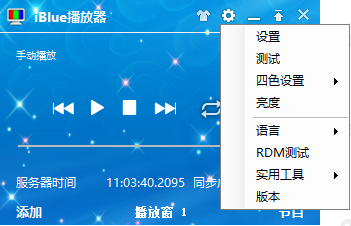 iBlue播放器
手动播放
服务器时间 11:03:40.2095 同步
添加 播放窗 1 节目
设置
测试
四色设置
亮度
语言
RDM测试
实用工具
版本